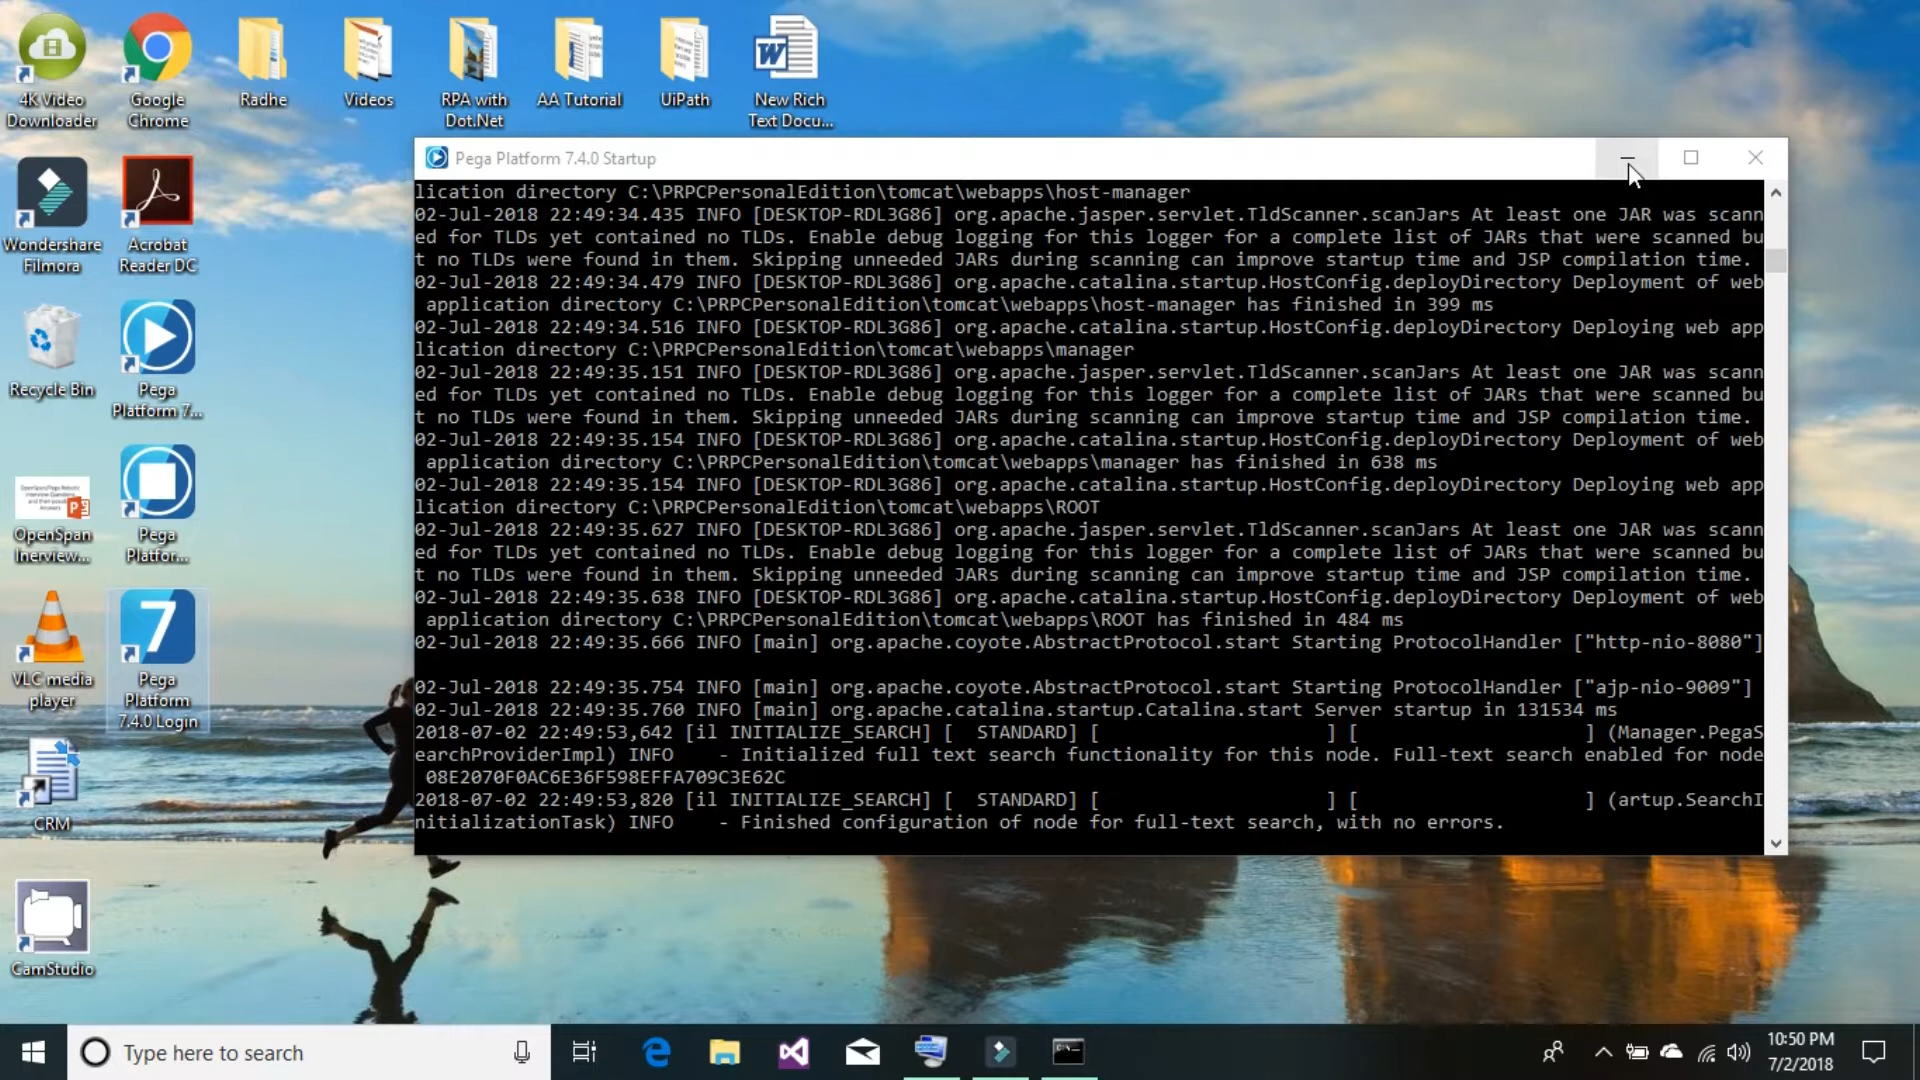 4K Video
Downloader
Google
Chrome
Radhe
Videos
RPA with
Dot.Net
AA Tutorial
UiPath
New Rich
Text Docu...
Wondershare
Filmora
Acrobat
Reader DC
Recycle Bin
Pega
Platform 7...
OpenSpan
Inerview...
Pega
Platfor...
VLC media
player
7
Pega
Platform
7.4.0 Login
CRM
CamStudio
Pega Platform 7.4.0 Startup
lication directory C:\PRPCPersonalEdition\tomcat\webapps\host-manager
02-Jul-2018 22:49:34.435 INFO [DESKTOP-RDL3G86] org.apache.jasper.servlet.TldScanner.scanJars At least one JAR was scann
ed for TLDs yet contained no TLDs. Enable debug logging for this logger for a complete list of JARs that were scanned bu
t no TLDs were found in them. Skipping unneeded JARs during scanning can improve startup time and JSP compilation time.
02-Jul-2018 22:49:34.479 INFO [DESKTOP-RDL3G86] org.apache.catalina.startup.HostConfig.deployDirectory Deployment of web
application directory C:\PRPCPersonalEdition\tomcat\webapps\host-manager has finished in 399 ms
02-Jul-2018 22:49:34.516 INFO [DESKTOP-RDL3G86] org.apache.catalina.startup.HostConfig.deployDirectory Deploying web app
lication directory C:\PRPCPersonalEdition\tomcat\webapps\manager
02-Jul-2018 22:49:35.151 INFO [DESKTOP-RDL3G86] org.apache.jasper.servlet.TldScanner.scanJars At least one JAR was scann
ed for TLDs yet contained no TLDs. Enable debug logging for this logger for a complete list of JARs that were scanned bu
t no TLDs were found in them. Skipping unneeded JARs during scanning can improve startup time and JSP compilation time.
02-Jul-2018 22:49:35.154 INFO [DESKTOP-RDL3G86] org.apache.catalina.startup.HostConfig.deployDirectory Deployment of web
application directory C:\PRPCPersonalEdition\tomcat\webapps\manager has finished in 638 ms
02-Jul-2018 22:49:35.154 INFO [DESKTOP-RDL3G86] org.apache.catalina.startup.HostConfig.deployDirectory Deploying web app
lication directory C:\PRPCPersonalEdition\tomcat\webapps\ROOT
02-Jul-2018 22:49:35.627 INFO [DESKTOP-RDL3G86] org.apache.jasper.servlet.TldScanner.scanJars At least one JAR was scann
ed for TLDs yet contained no TLDs. Enable debug logging for this logger for a complete list of JARs that were scanned bu
t no TLDs were found in them. Skipping unneeded JARs during scanning can improve startup time and JSP compilation time.
02-Jul-2018 22:49:35.638 INFO [DESKTOP-RDL3G86] org.apache.catalina.startup.HostConfig.deployDirectory Deployment of web
application directory C:\PRPCPersonalEdition\tomcat\webapps\ROOT has finished in 484 ms
02-Jul-2018 22:49:35.666 INFO [main] org.apache.coyote.AbstractProtocol.start Starting ProtocolHandler ["http-nio-8080"]
02-Jul-2018 22:49:35.754 INFO [main] org.apache.coyote.AbstractProtocol.start Starting ProtocolHandler ["ajp-nio-9009"]
02-Jul-2018 22:49:35.760 INFO [main] org.apache.catalina.startup.Catalina.start Server startup in 131534 ms
2018-07-02 22:49:53,642 [il INITIALIZE_SEARCH] [  STANDARD] [                    ] [                    ] (Manager.PegaS
earchProviderImpl) INFO    - Initialized full text search functionality for this node. Full-text search enabled for node
08E2070F0AC6E36F598EFFA709C3E62C
2018-07-02 22:49:53,820 [il INITIALIZE_SEARCH] [  STANDARD] [                    ] [                    ] (artup.SearchI
nitializationTask) INFO    - Finished configuration of node for full-text search, with no errors.
Type here to search
10:50 PM
7/2/2018